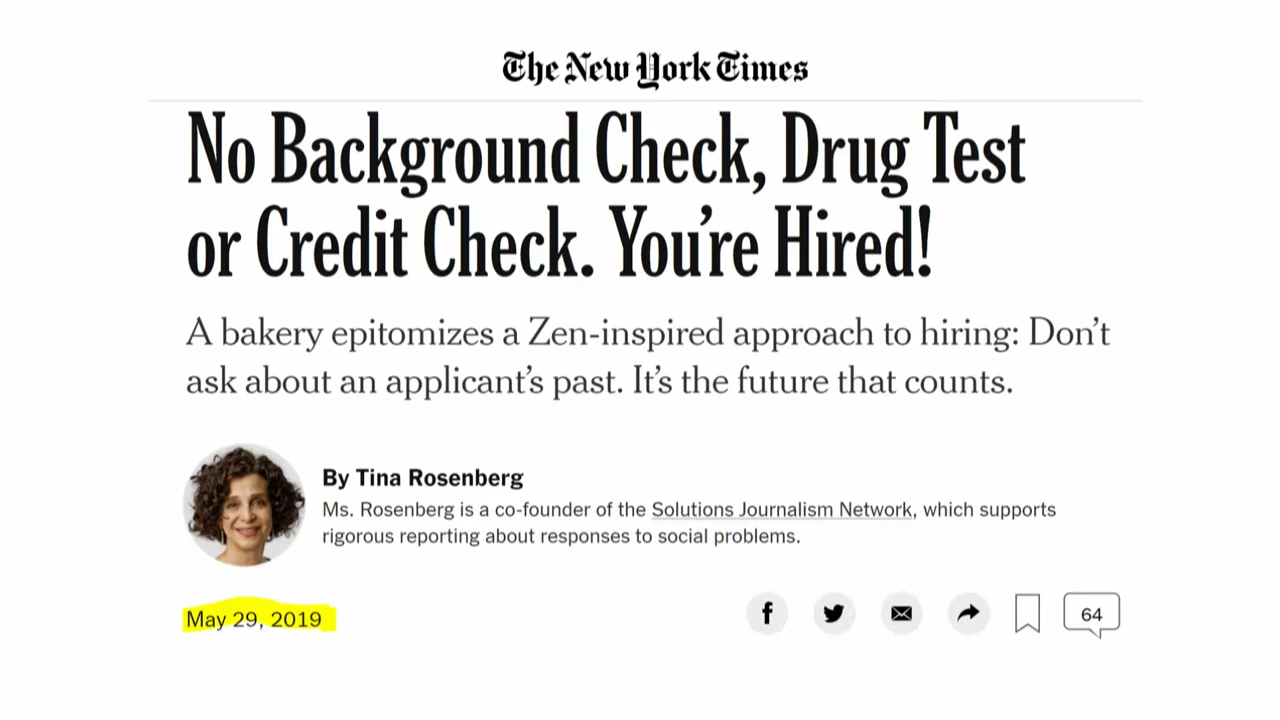 The New York Times
No Background Check, Drug Test
or Credit Check. You're Hired!
A bakery epitomizes a Zen-inspired approach to hiring: Don't
ask about an applicant's past. It's the future that counts.
By Tina Rosenberg
Ms. Rosenberg is a co-founder of the Solutions Journalism Network, which supports
rigorous reporting about responses to social problems.
May 29, 2019
64